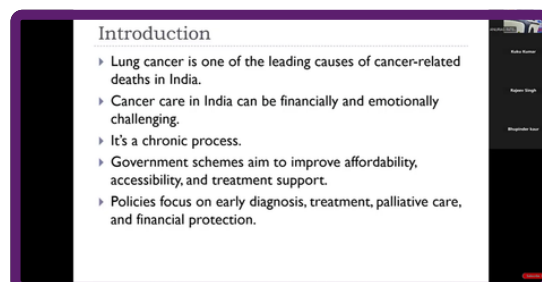 Introduction
Lung cancer is one of the leading causes of cancer-related
deaths in India.
Cancer care in India can be financially and emotionally
challenging.
It's a chronic process.
Government schemes aim to improve affordability,
accessibility, and treatment support.
Policies focus on early diagnosis, treatment, palliative care,
and financial protection.
Rajeev Singh
Bhupinder kaur